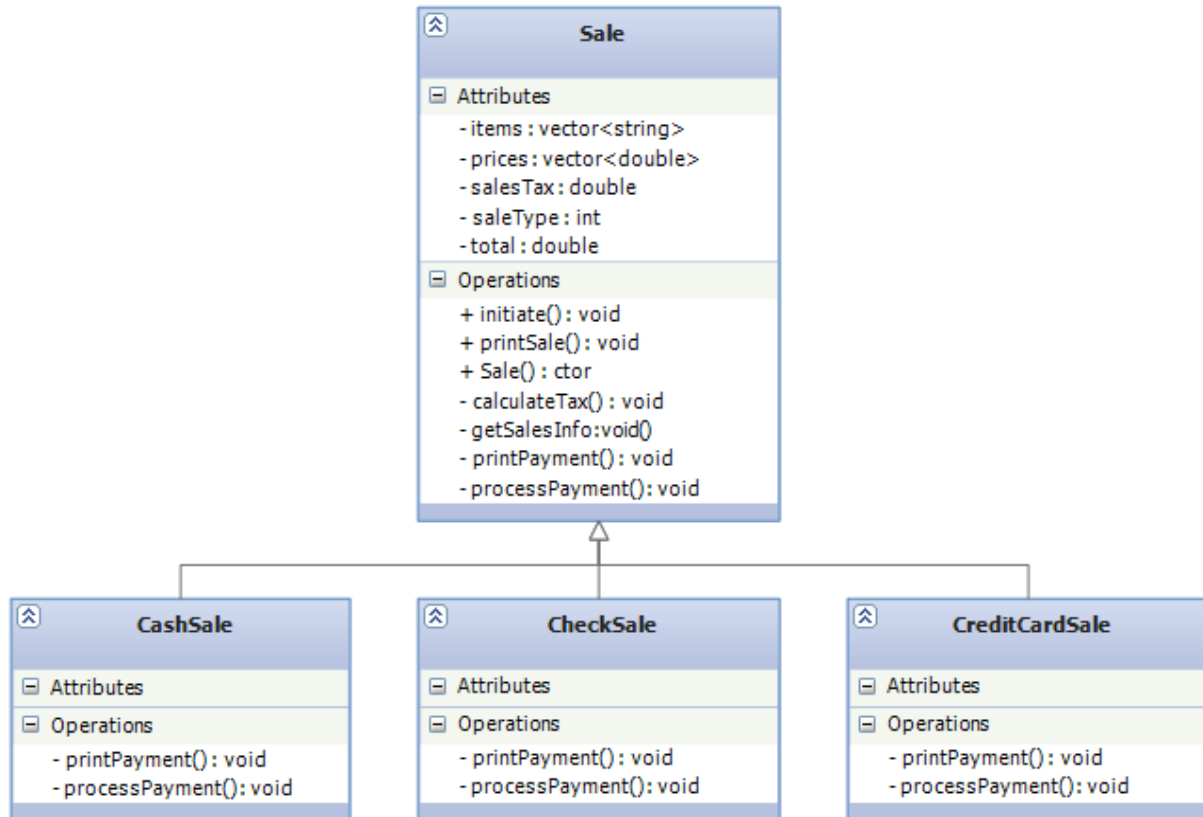 Sale
Attributes
- items : vector<string>
- prices : vector<double>
- salesTax : double
- saleType : int
- total : double
Operations
+ initiate() : void
+ printSale() : void
+ Sale() : ctor
- calculateTax() : void
- getSalesInfo:void()
- printPayment() : void
- processPayment() : void
CashSale
Attributes
Operations
- printPayment() : void
- processPayment() : void
CheckSale
Attributes
Operations
- printPayment() : void
- processPayment() : void
CreditCardSale
Attributes
Operations
- printPayment() : void
- processPayment() : void